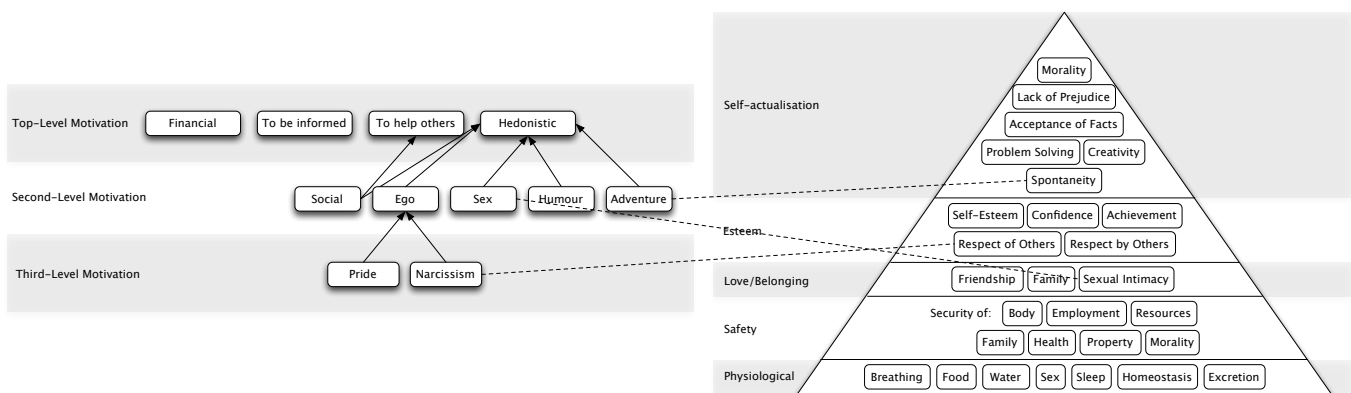 Top-Level Motivation Financial To be informed To help others Hedonistic
Second-Level Motivation Social Ego Sex Humour Adventure
Third-Level Motivation Pride Narcissism
Morality
Self-actualisation Lack of Prejudice
Acceptance of Facts
Problem Solving Creativity
Spontaneity
Self-Esteem Confidence Achievement
Esteem
Respect of Others Respect by Others
Love/Belonging Friendship Family Sexual Intimacy
Security of: Body Employment Resources
Safety
Family Health Property Morality
Physiological Breathing Food Water Sex Sleep Homeostasis Excretion